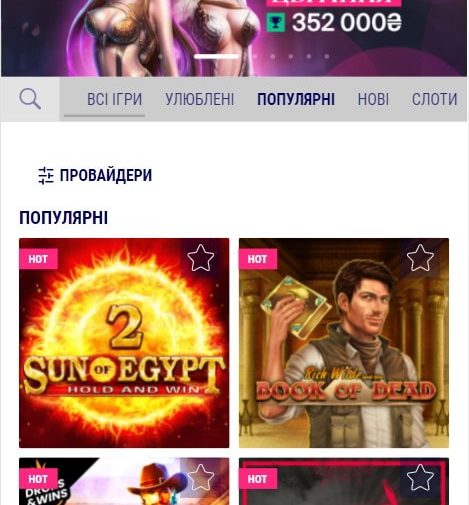 352 000₴
ВСІ ІГРИ УЛЮБЛЕНІ ПОПУЛЯРНІ НОВІ СЛОТИ
ПРОВАЙДЕРИ
ПОПУЛЯРНІ
HOT
HOT
2
SUN OF EGYPT
HOLD AND WIN
Rich Wilde and the
BOOK OF DEAD
HOT
HOT
DROPS
&WINS